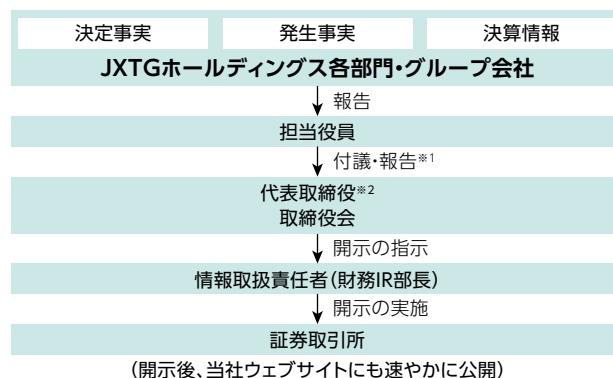 決定事実 発生事実 決算情報
JXTGホールディングス各部門・グループ会社
報告
担当役員
付議・報告※1
代表取締役※2
取締役会
開示の指示
情報取扱責任者(財務IR部長)
開示の実施
証券取引所
(開示後、当社ウェブサイトにも速やかに公開)